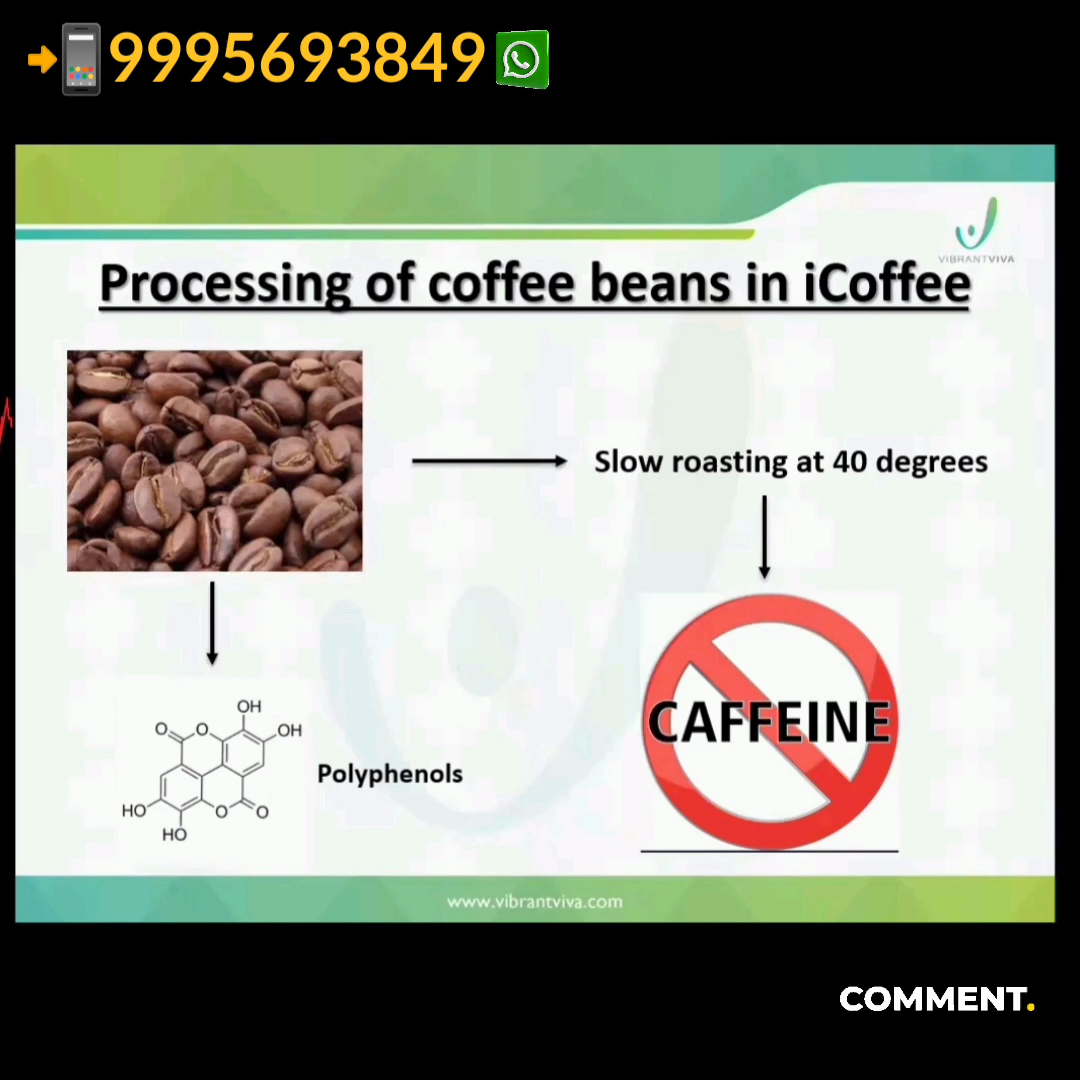 9995693849
VIBRANTVIVA
Processing of coffee beans in iCoffee
Slow roasting at 40 degrees
CAFFEINE
OH
O
O
OH
Polyphenols
HO
O
O
HO
www.vibrantviva.com
COMMENT.